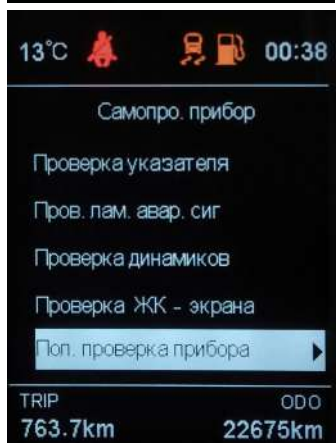 13°C 00:38
Самопро. прибор
Проверка указателя
Пров. лам. авар. сиг
Проверка динамиков
Проверка ЖК - экрана
Поп. проверка прибора
TRIP ODO
763.7km 22675km